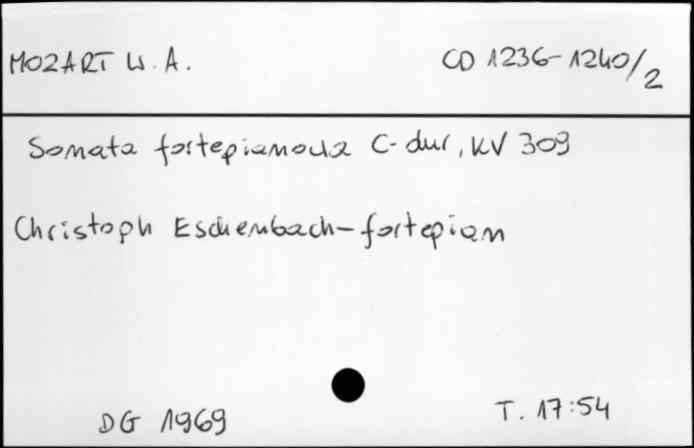 MOZART W. A. CD 1236-1240/2
Sonata fortepianowa C-dur, KV 309
Christoph Eschenbach-fortepian
DG 1969 T. 17:54